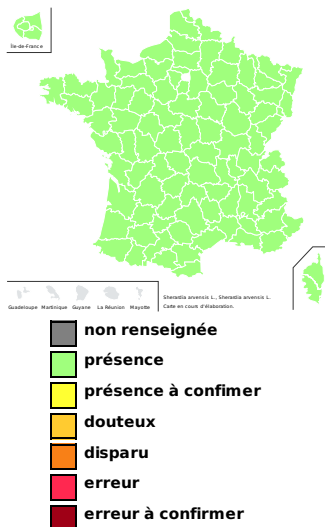 Île-de-France
Guadeloupe Martinique Guyane La Réunion Mayotte
Sherardia arvensis L., Sherardia arvensis L.
Carte en cours d'élaboration.
non renseignée
présence
présence à confimer
douteux
disparu
erreur
erreur à confirmer